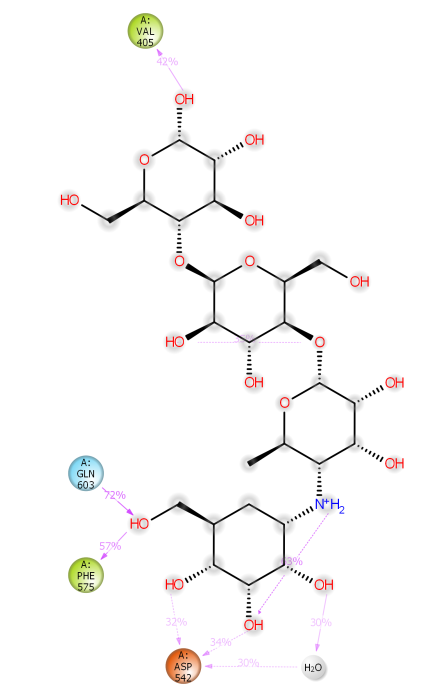 A:
VAL
405
42%
OH
OH
O
HO
OH
O
O
OH
HO
O
OH
OH
O
OH
A:
GLN
603
72%
N⁺H₂
HO
57%
A:
PHE
575
HO
OH
32%
OH
34%
30%
A:
ASP
542
30%
H₂O